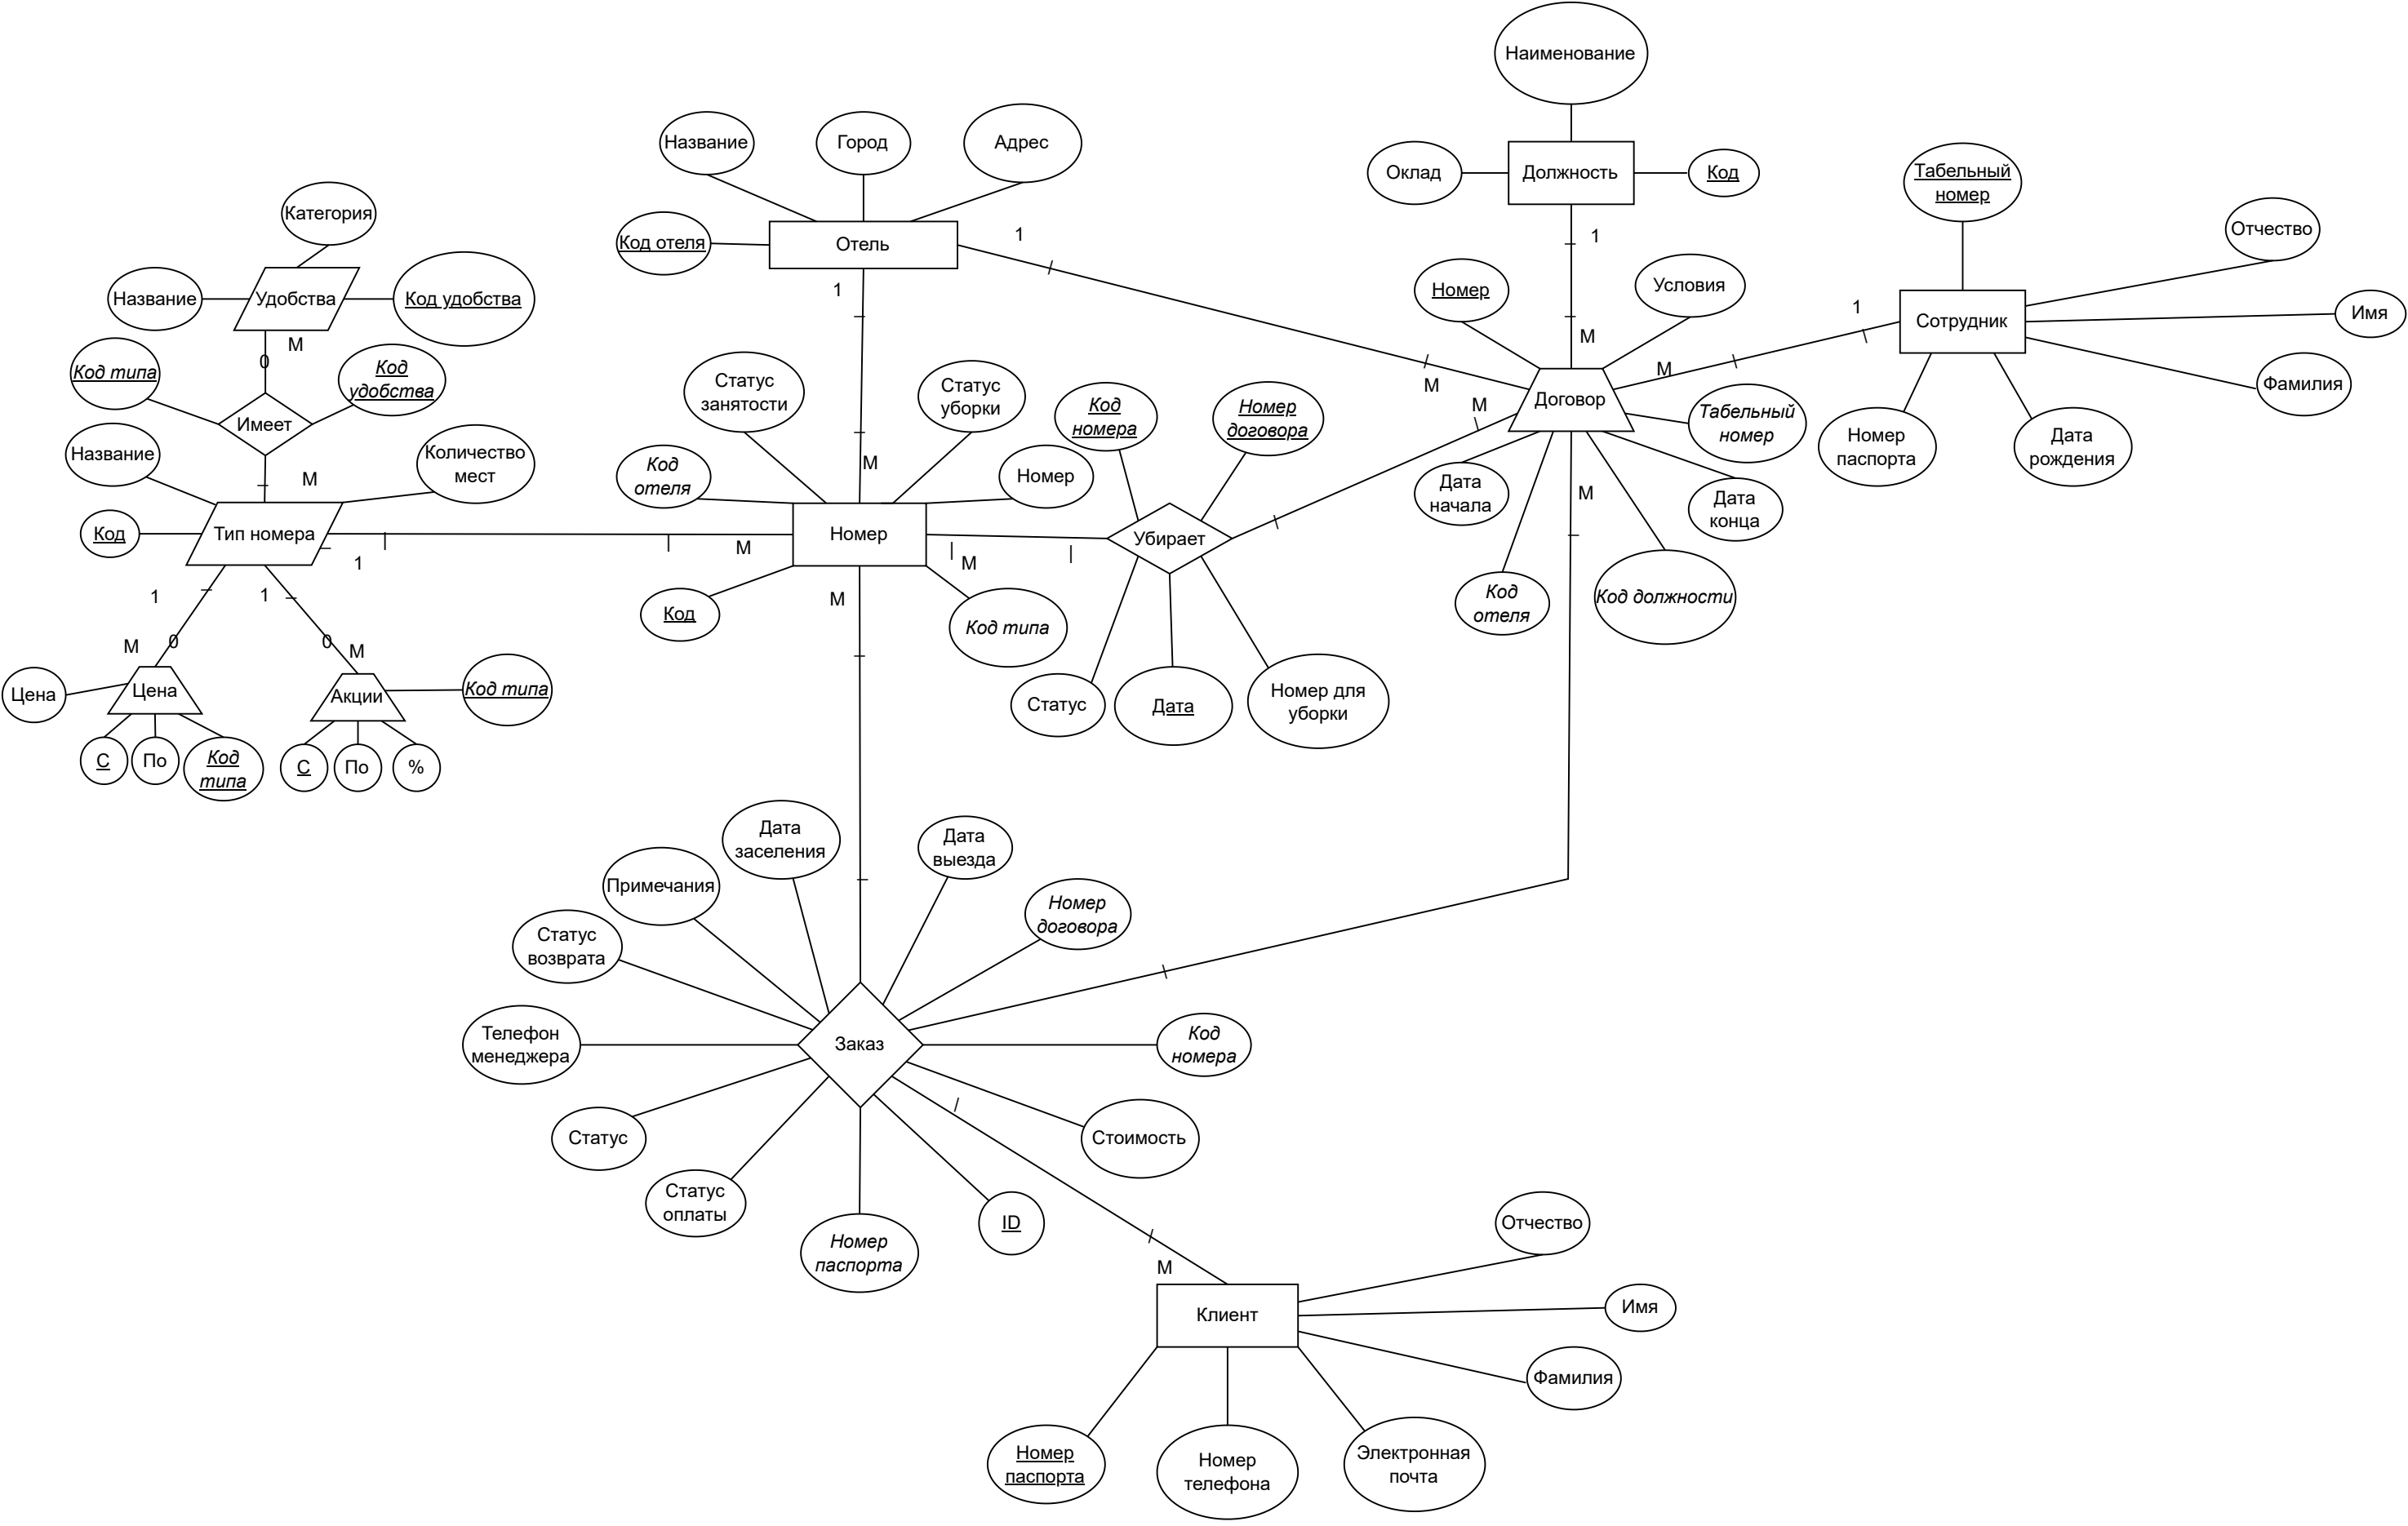 Наименование
Название
Город
Адрес
Оклад
Должность
Код
Табельный
номер
Категория
Код отеля
Отель
1
1
Отчество
Название
Удобства
Код удобства
1
Номер
Условия
1
Сотрудник
Имя
M
0
M
Код типа
Код
удобства
Статус
занятости
Статус
уборки
M
M
Договор
Фамилия
Имеет
Код
номера
Номер
договора
M
Табельный
номер
Название
Количество
мест
M
Код
отеля
M
Номер
Номер
паспорта
Дата
рождения
Дата
начала
M
Дата
конца
Код
Тип номера
Номер
Убирает
1
M
M
1
1
M
Код
Код типа
Код
отеля
Код должности
M
0
0
M
Цена
Цена
Акции
Код типа
Статус
Дата
Номер для
уборки
С
По
Код
типа
С
По
%
Дата
заселения
Дата
выезда
Примечания
Номер
договора
Статус
возврата
Телефон
менеджера
Заказ
Код
номера
Статус
Стоимость
Статус
оплаты
Номер
паспорта
ID
Отчество
M
Клиент
Имя
Фамилия
Номер
паспорта
Номер
телефона
Электронная
почта